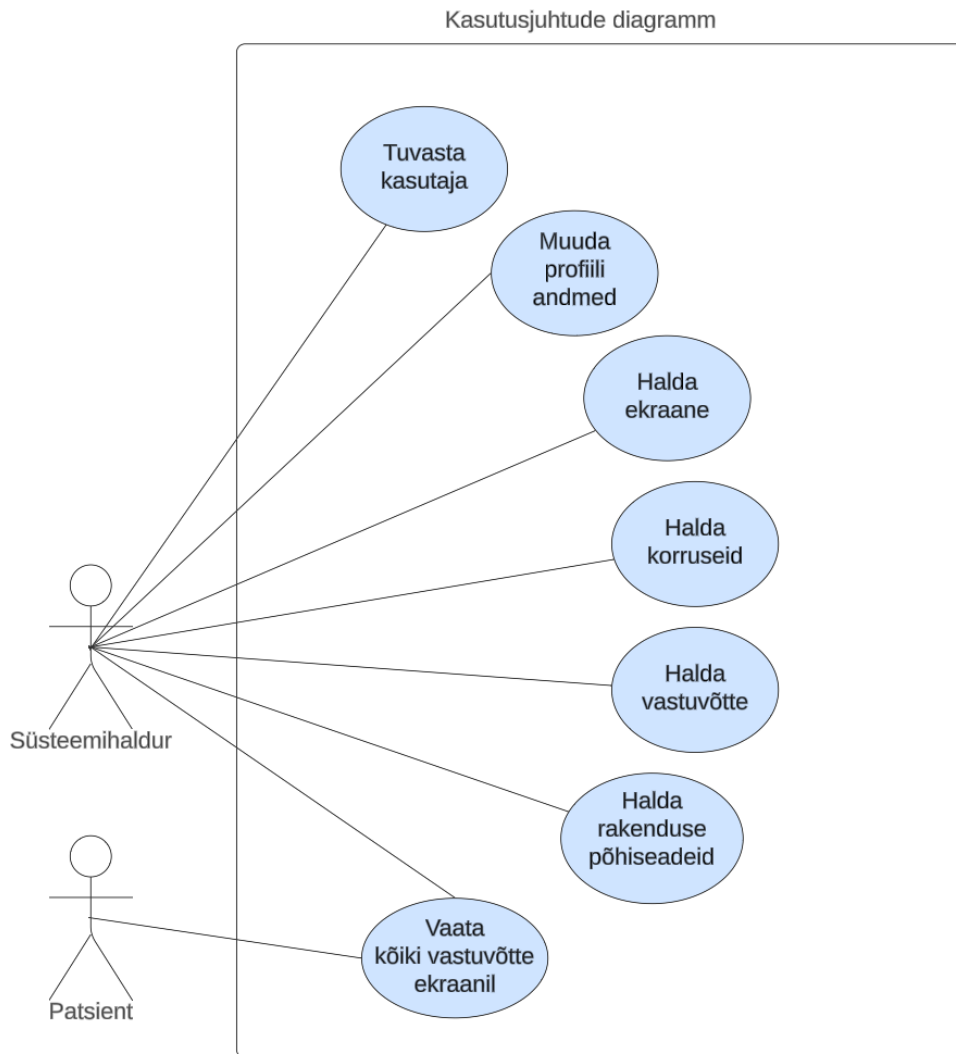 Kasutusjuhtude diagramm
Tuvasta
kasutaja
Muuda
profiili
andmed
Halda
ekraane
Halda
korruseid
Halda
vastuvõtte
Süsteemihaldur
Halda
rakenduse
põhiseadeid
Vaata
kõiki vastuvõtte
ekraanil
Patsient